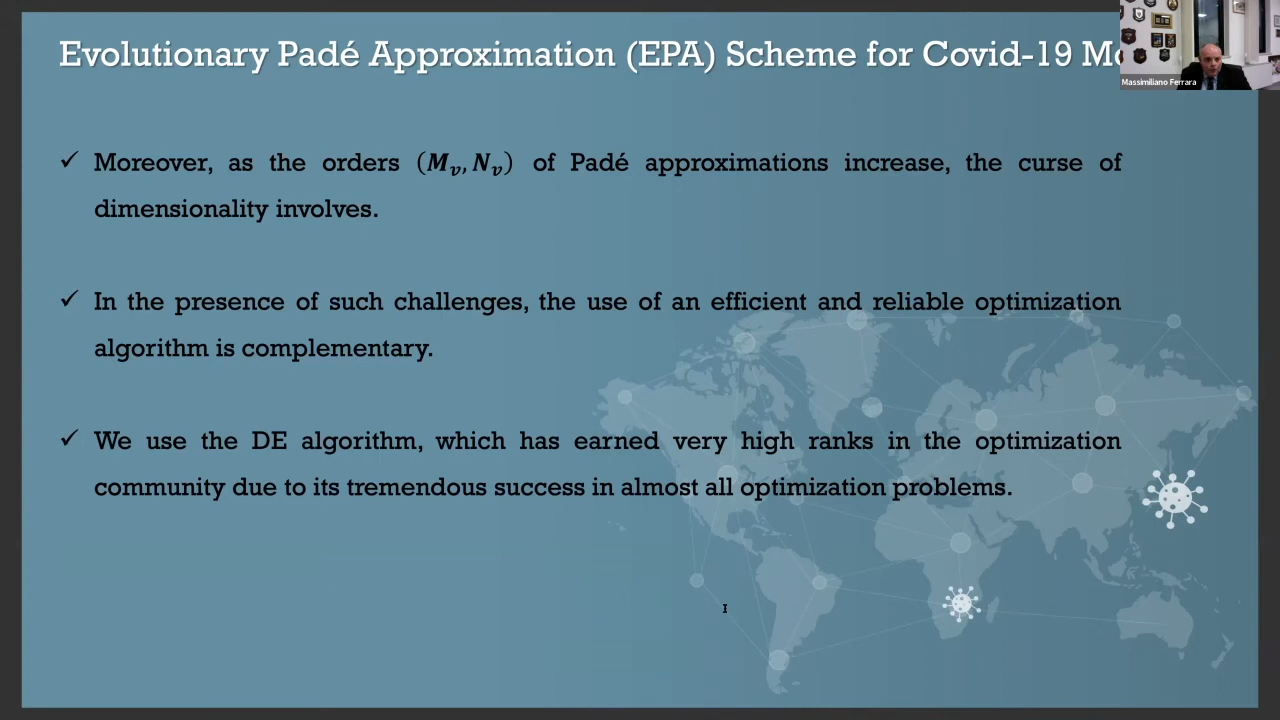 Evolutionary Padé Approximation (EPA) Scheme for Covid-19
Massimiliano Ferrara
✓ Moreover, as the orders (Mᵥ, Nᵥ) of Padé approximations increase, the curse of
dimensionality involves.
✓ In the presence of such challenges, the use of an efficient and reliable optimization
algorithm is complementary.
✓ We use the DE algorithm, which has earned very high ranks in the optimization
community due to its tremendous success in almost all optimization problems.